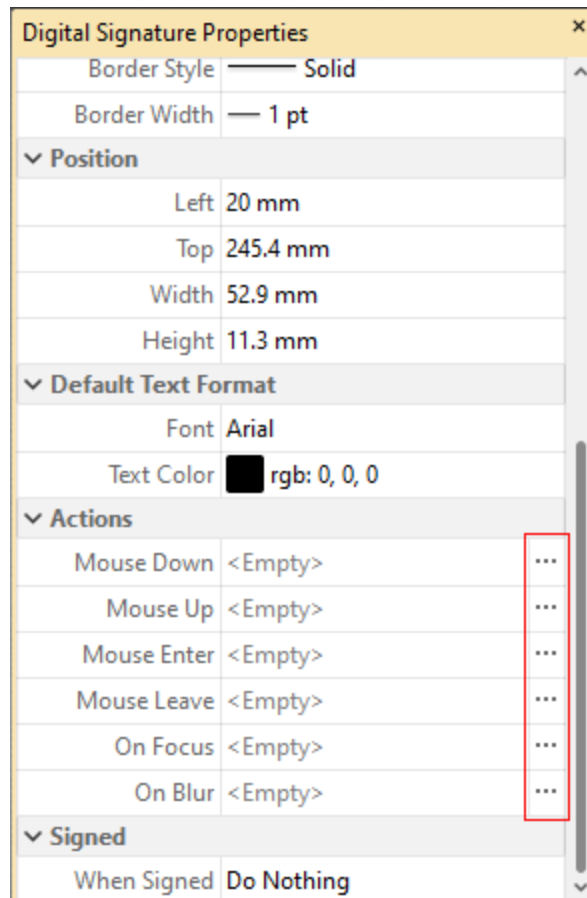 Digital Signature Properties ×
Border Style Solid
Border Width 1 pt
Position
Left 20 mm
Top 245.4 mm
Width 52.9 mm
Height 11.3 mm
Default Text Format
Font Arial
Text Color rgb: 0, 0, 0
Actions
Mouse Down <Empty> ...
Mouse Up <Empty> ...
Mouse Enter <Empty> ...
Mouse Leave <Empty> ...
On Focus <Empty> ...
On Blur <Empty> ...
Signed
When Signed Do Nothing